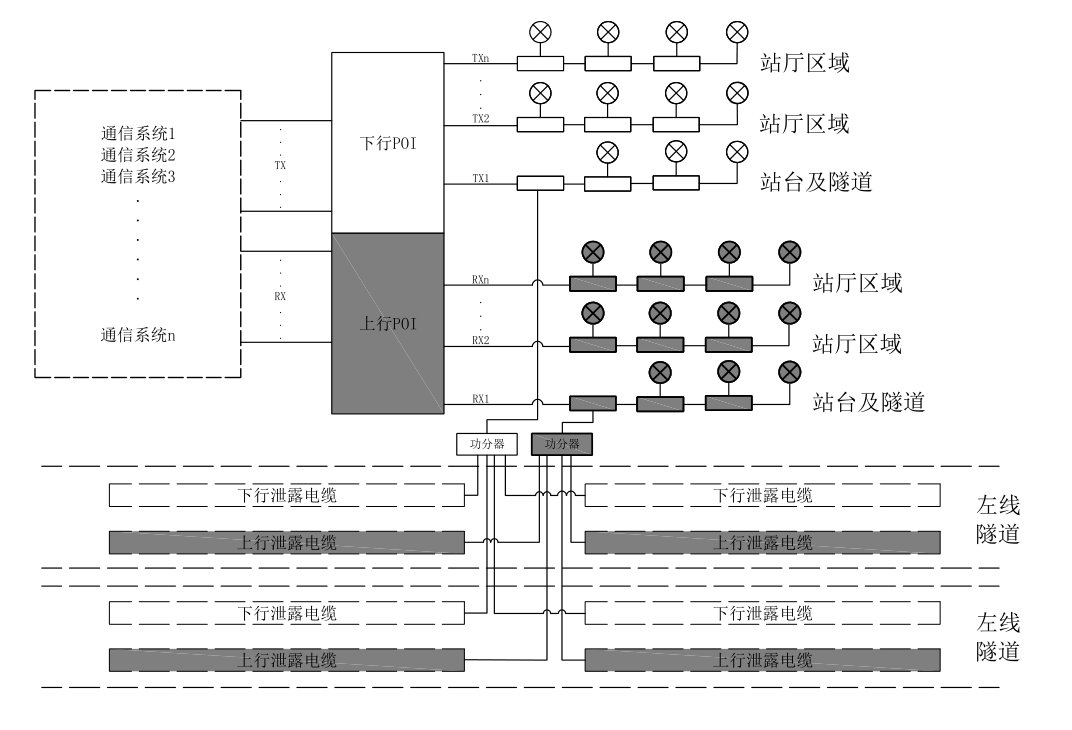 TXn
站厅区域
通信系统1
通信系统2
通信系统3
TX
下行POI
TX2
站厅区域
TX1
站台及隧道
RXn
站厅区域
RX
上行POI
通信系统n
RX2
站厅区域
RX1
站台及隧道
功分器
功分器
下行泄露电缆
下行泄露电缆
左线
隧道
上行泄露电缆
上行泄露电缆
下行泄露电缆
下行泄露电缆
左线
隧道
上行泄露电缆
上行泄露电缆